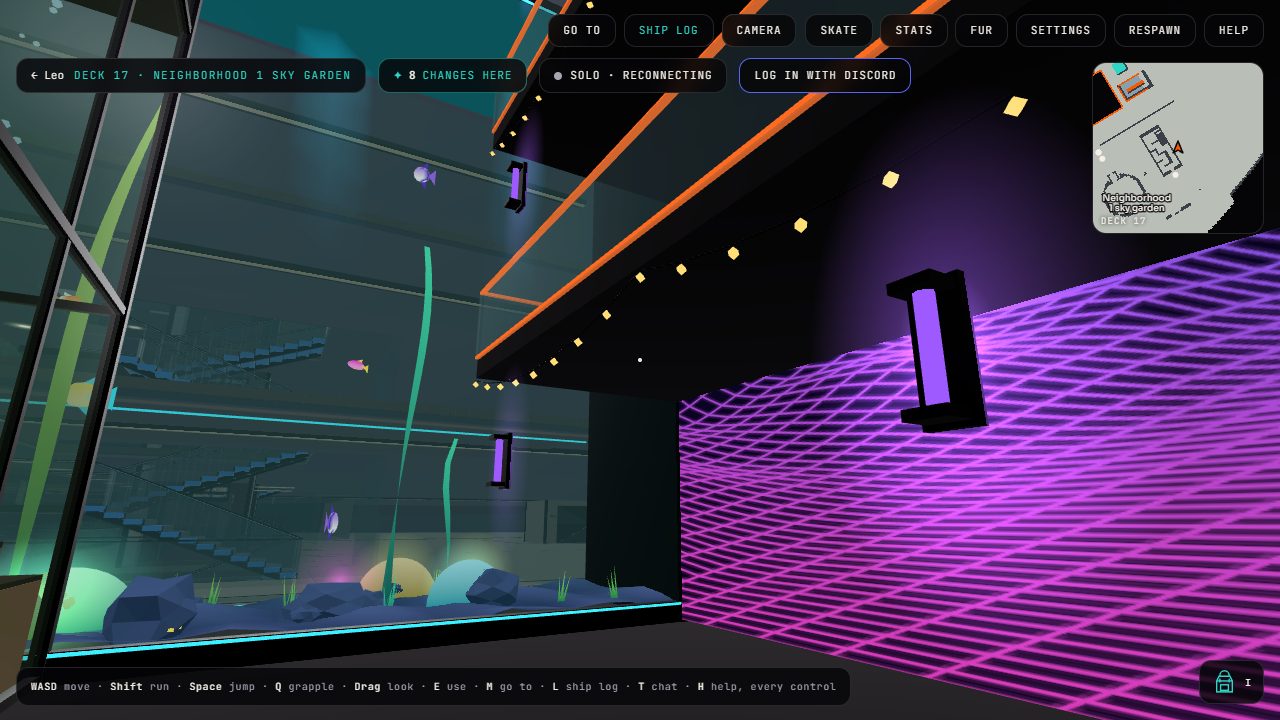 GO TO
SHIP LOG
CAMERA
SKATE
STATS
FUR
SETTINGS
RESPAWN
HELP
← Leo DECK 17 · NEIGHBORHOOD 1 SKY GARDEN
✦ 8 CHANGES HERE
SOLO · RECONNECTING
LOG IN WITH DISCORD
Neighborhood
1 sky garden
DECK 17
WASD move · Shift run · Space jump · Q grapple · Drag look · E use · M go to · L ship log · T chat · H help, every control
I